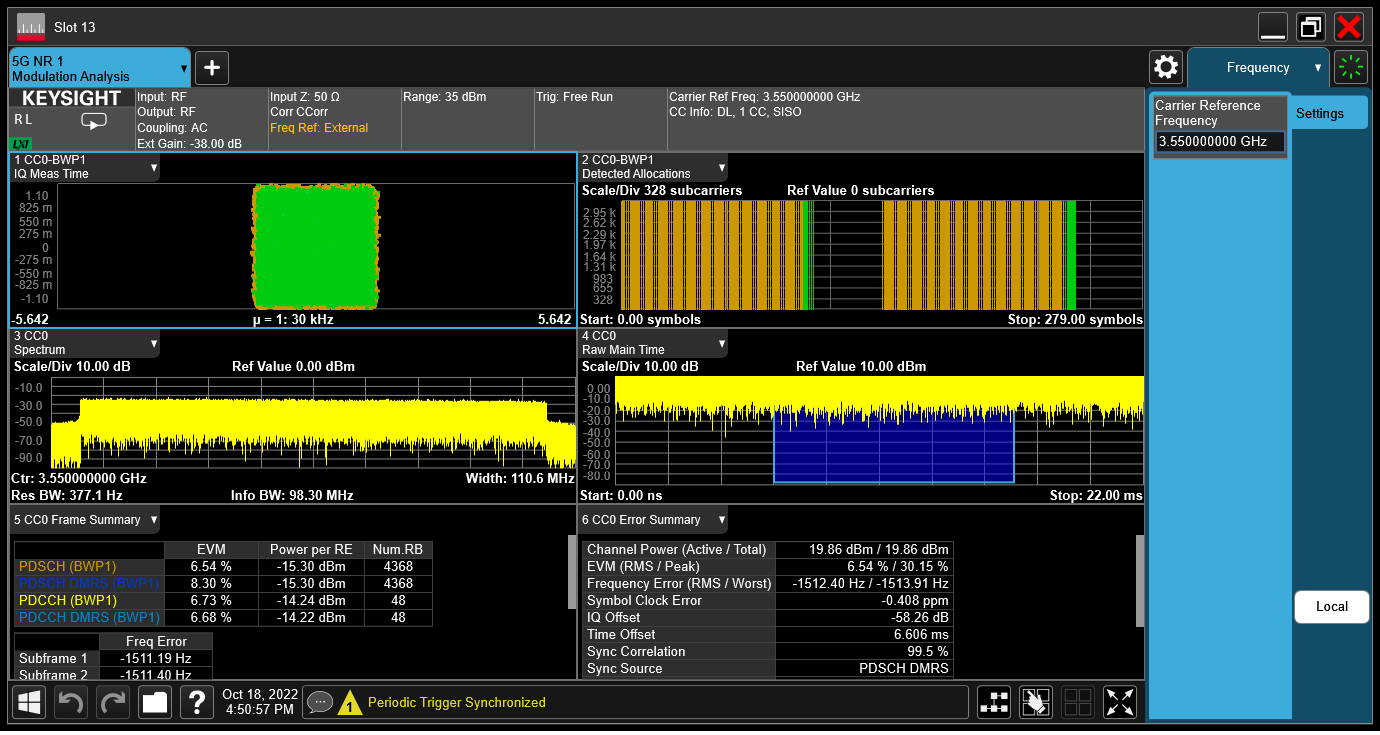 Slot 13
5G NR 1
Modulation Analysis
+
Frequency
KEYSIGHT
R L
LXI
Input: RF
Output: RF
Coupling: AC
Ext Gain: -38.00 dB
Input Z: 50 Ω
Corr CCorr
Freq Ref: External
Range: 35 dBm
Trig: Free Run
Carrier Ref Freq: 3.550000000 GHz
CC Info: DL, 1 CC, SISO
Carrier Reference
Frequency
3.550000000 GHz
Settings
1 CC0-BWP1
IQ Meas Time
1.10
825 m
550 m
275 m
0
-275 m
-550 m
-825 m
-1.10
-5.642
µ = 1: 30 kHz
5.642
2 CC0-BWP1
Detected Allocations
Scale/Div 328 subcarriers
Ref Value 0 subcarriers
2.95 k
2.62 k
2.29 k
1.97 k
1.64 k
1.31 k
983
655
328
Start: 0.00 symbols
Stop: 279.00 symbols
3 CC0
Spectrum
Scale/Div 10.00 dB
Ref Value 0.00 dBm
-10.0
-30.0
-50.0
-70.0
-90.0
Ctr: 3.550000000 GHz
Width: 110.6 MHz
Res BW: 377.1 Hz
Info BW: 98.30 MHz
4 CC0
Raw Main Time
Scale/Div 10.00 dB
Ref Value 10.00 dBm
0.00
-10.0
-20.0
-30.0
-40.0
-50.0
-60.0
-70.0
-80.0
Start: 0.00 ns
Stop: 22.00 ms
5 CC0 Frame Summary
EVM Power per RE Num.RB
PDSCH (BWP1) 6.54 % -15.30 dBm 4368
PDSCH DMRS (BWP1) 8.30 % -15.30 dBm 4368
PDCCH (BWP1) 6.73 % -14.24 dBm 48
PDCCH DMRS (BWP1) 6.68 % -14.22 dBm 48
Freq Error
Subframe 1 -1511.19 Hz
Subframe 2 -1511.40 Hz
6 CC0 Error Summary
Channel Power (Active / Total) 19.86 dBm / 19.86 dBm
EVM (RMS / Peak) 6.54 % / 30.15 %
Frequency Error (RMS / Worst) -1512.40 Hz / -1513.91 Hz
Symbol Clock Error -0.408 ppm
IQ Offset -58.26 dB
Time Offset 6.606 ms
Sync Correlation 99.5 %
Sync Source PDSCH DMRS
Local
?
Oct 18, 2022
4:50:57 PM
1
Periodic Trigger Synchronized